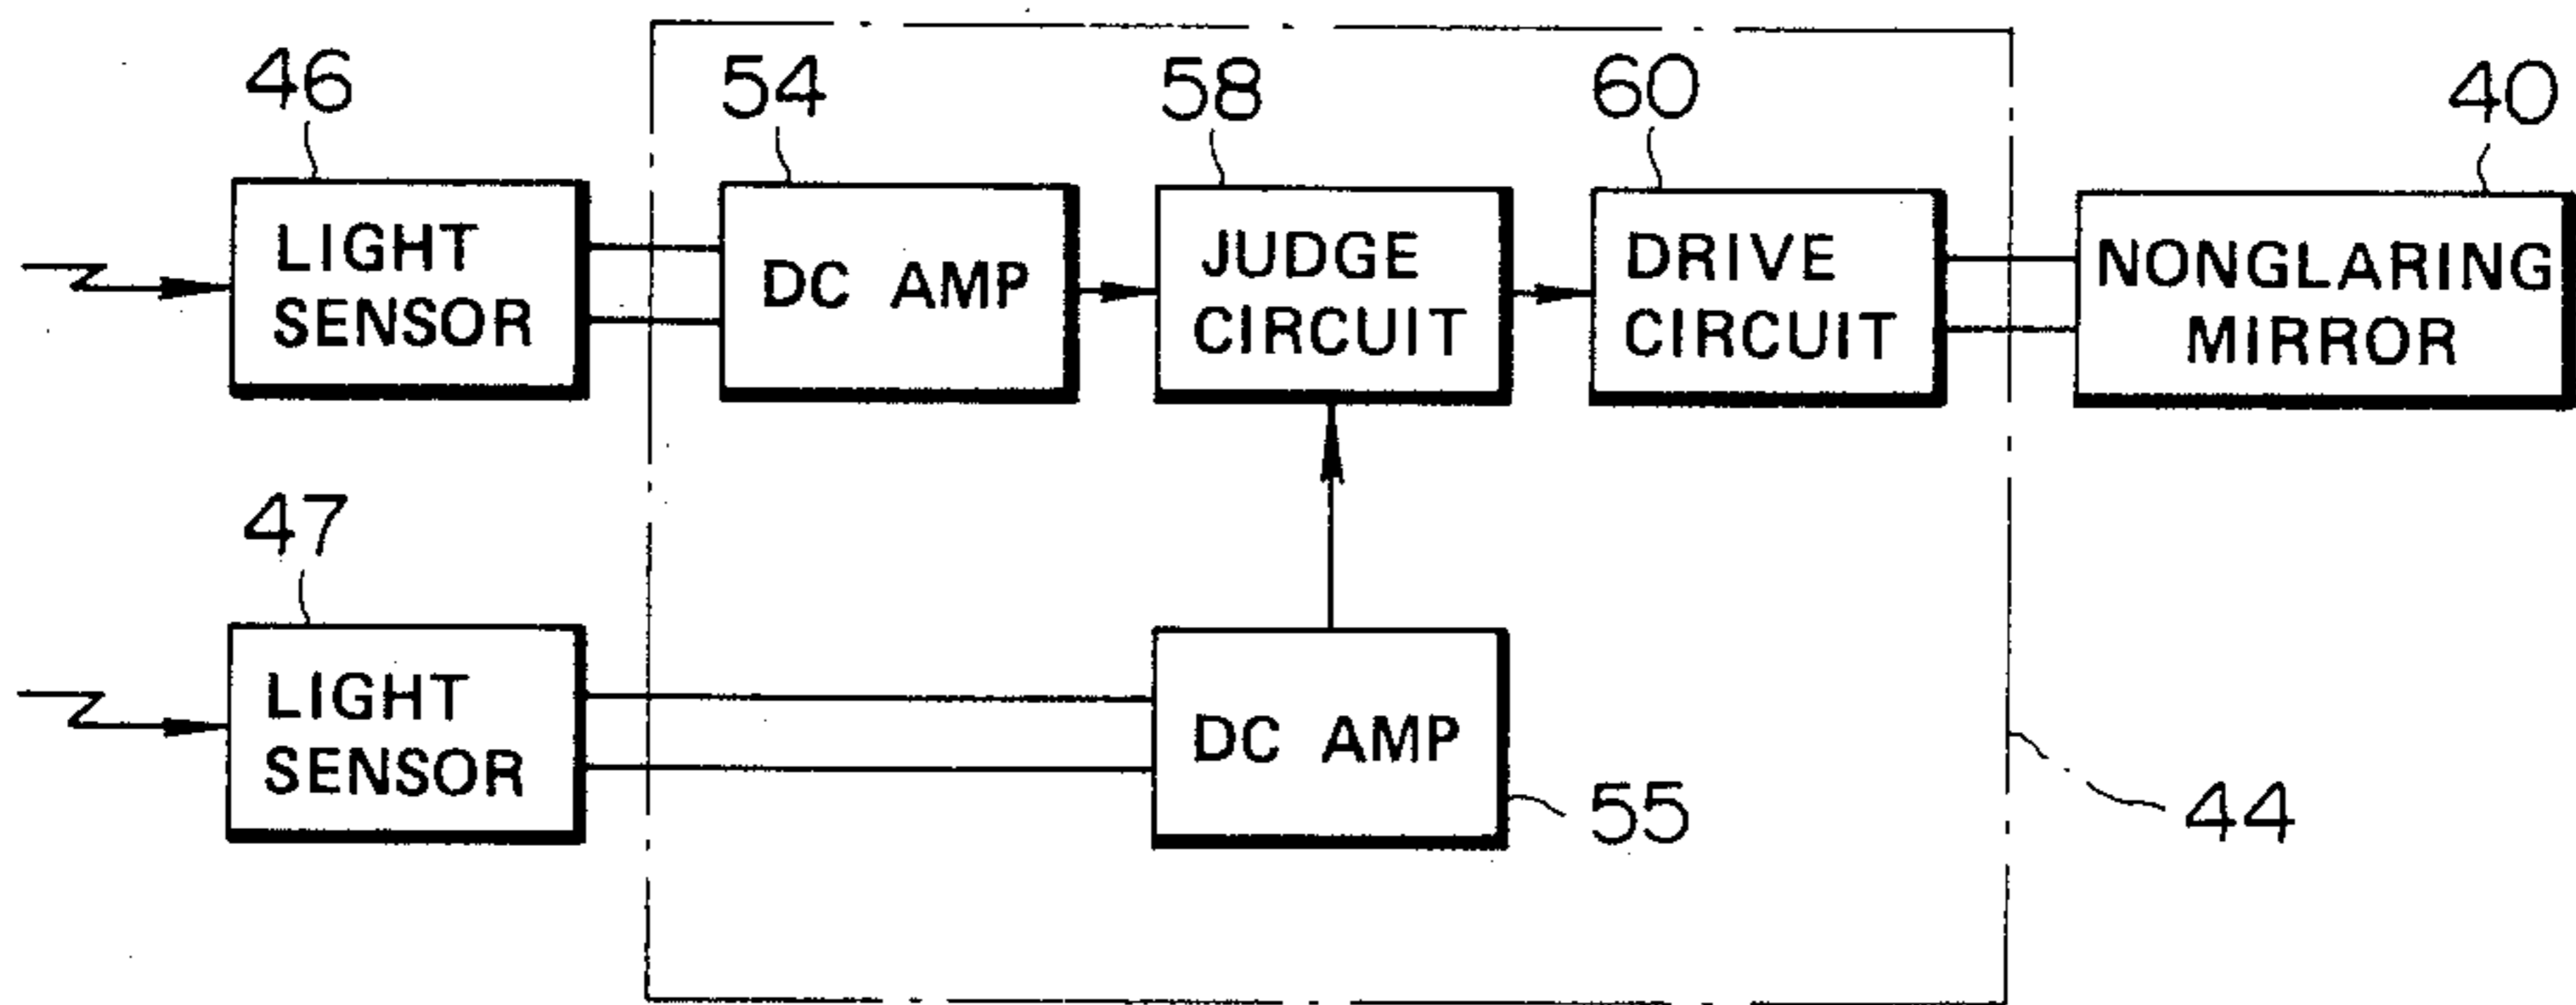 46
54
58
60
40
LIGHT
SENSOR
DC AMP
JUDGE
CIRCUIT
DRIVE
CIRCUIT
NONGLARING
MIRROR
47
LIGHT
SENSOR
DC AMP
55
44